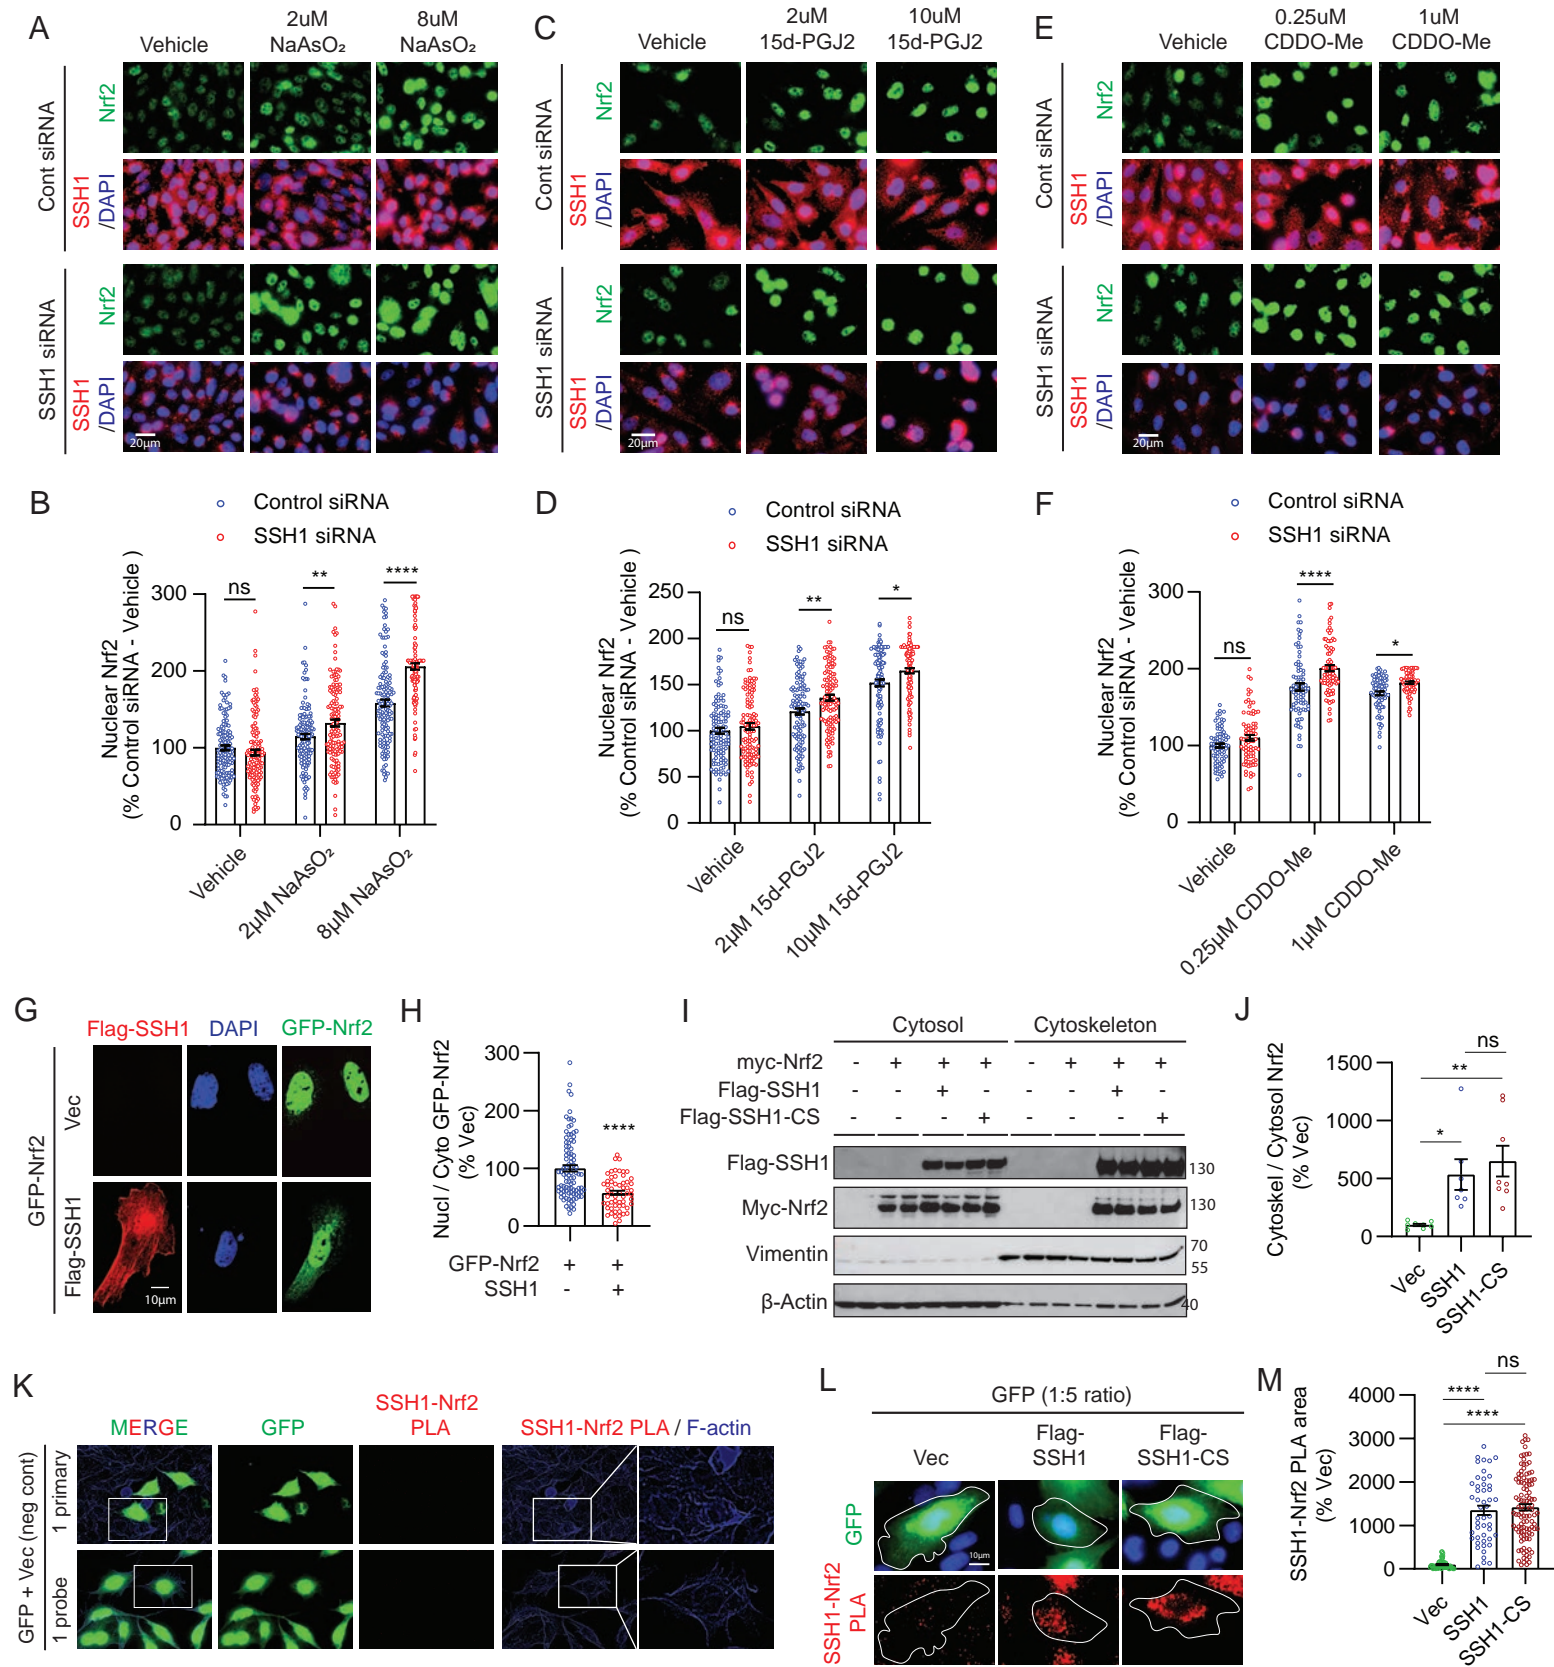 A
Vehicle
2uM
NaAsO₂
8uM
NaAsO₂
Cont siRNA
Nrf2
SSH1
/DAPI
SSH1 siRNA
Nrf2
SSH1
/DAPI
20µm
C
Vehicle
2uM
15d-PGJ2
10uM
15d-PGJ2
Cont siRNA
Nrf2
SSH1
/DAPI
SSH1 siRNA
Nrf2
SSH1
/DAPI
20µm
E
Vehicle
0.25uM
CDDO-Me
1uM
CDDO-Me
Cont siRNA
Nrf2
SSH1
/DAPI
SSH1 siRNA
Nrf2
SSH1
/DAPI
20µm
B
Control siRNA
SSH1 siRNA
Nuclear Nrf2
(% Control siRNA - Vehicle )
300
200
100
0
ns
**
****
Vehicle
2µM NaAsO₂
8µM NaAsO₂
D
Control siRNA
SSH1 siRNA
Nuclear Nrf2
(% Control siRNA - Vehicle )
250
200
150
100
50
0
ns
**
*
Vehicle
2µM 15d-PGJ2
10µM 15d-PGJ2
F
Control siRNA
SSH1 siRNA
Nuclear Nrf2
(% Control siRNA - Vehicle )
300
200
100
0
ns
****
*
Vehicle
0.25µM CDDO-Me
1µM CDDO-Me
G
Flag-SSH1 DAPI GFP-Nrf2
GFP-Nrf2
Vec
Flag-SSH1
10µm
H
Nucl / Cyto GFP-Nrf2
(% Vec)
300
200
100
0
****
GFP-Nrf2 + +
SSH1 - +
I
Cytosol Cytoskeleton
myc-Nrf2 - + + + - + + +
Flag-SSH1 - - + - - +
Flag-SSH1-CS - - + - - +
Flag-SSH1 130
Myc-Nrf2 130
Vimentin 70
55
β-Actin 40
J
Cytoskel / Cytosol Nrf2
(% Vec)
1500
1000
500
0
ns
**
*
Vec
SSH1
SSH1-CS
K
MERGE
GFP
SSH1-Nrf2
PLA
SSH1-Nrf2 PLA / F-actin
GFP + Vec (neg cont)
1 primary
1 probe
L
GFP (1:5 ratio)
Vec
Flag-
SSH1
Flag-
SSH1-CS
GFP
SSH1-Nrf2
PLA
10µm
M
SSH1-Nrf2 PLA area
(% Vec)
4000
3000
2000
1000
0
ns
****
****
Vec
SSH1
SSH1-CS